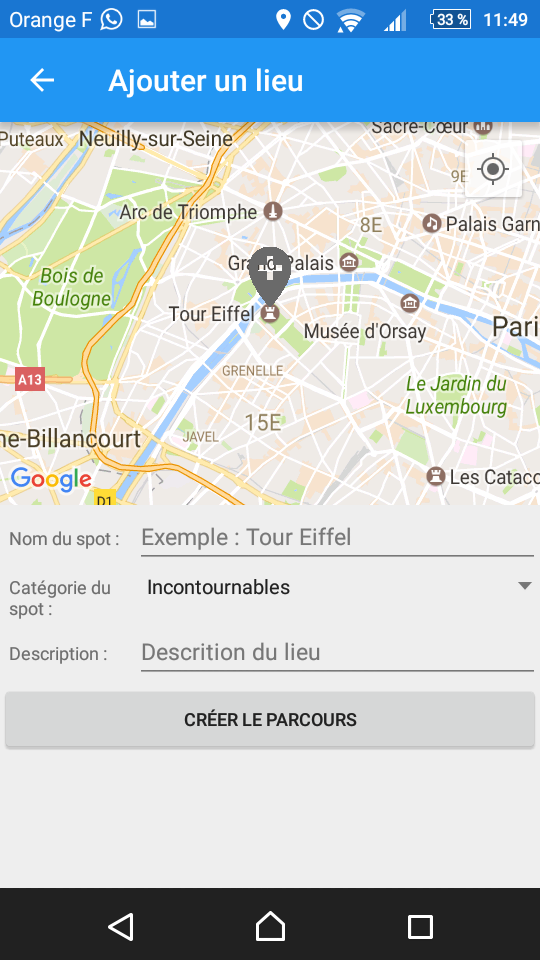 Orange F 33 % 11:49
Ajouter un lieu
Puteaux Neuilly-sur-Seine Sacré-Cœur
9E
Arc de Triomphe 8E Palais Garn
Bois de
Boulogne
Grand Palais
Tour Eiffel
Musée d'Orsay Pari
A13 GRENELLE
Le Jardin du
Luxembourg
15E
ne-Billancourt JAVEL
Google Les Catacc
D1
Nom du spot : Exemple : Tour Eiffel
Catégorie du
spot : Incontournables
Description : Descrition du lieu
CRÉER LE PARCOURS